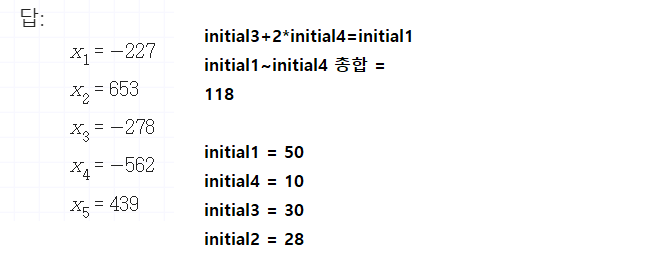 답:
x₁ = −227
x₂ = 653
x₃ = −278
x₄ = −562
x₅ = 439
initial3+2*initial4=initial1
initial1~initial4 총합 =
118
initial1 = 50
initial4 = 10
initial3 = 30
initial2 = 28